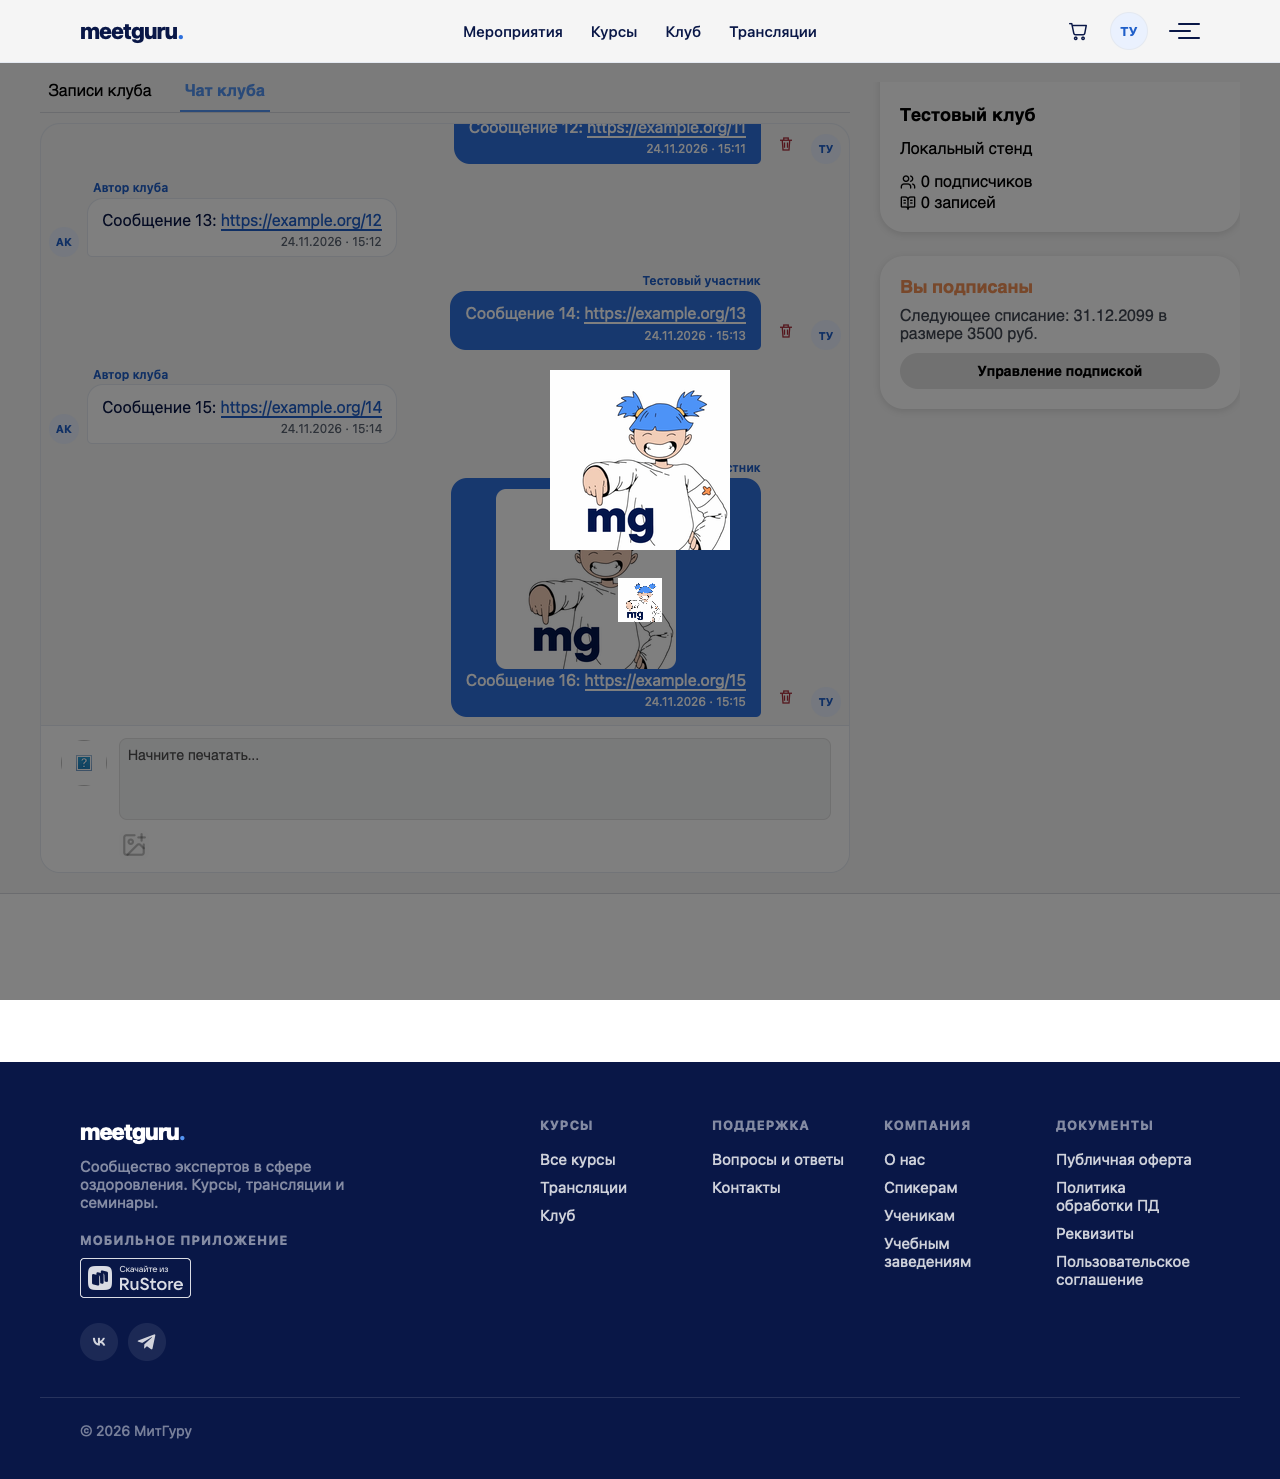 meetguru.
Мероприятия
Курсы
Клуб
Трансляции
ТУ
Записи клуба
Чат клуба
Сообщение 12: https://example.org/11
24.11.2026 · 15:11
ТУ
Автор клуба
Сообщение 13: https://example.org/12
24.11.2026 · 15:12
АК
Тестовый участник
Сообщение 14: https://example.org/13
24.11.2026 · 15:13
ТУ
Автор клуба
Сообщение 15: https://example.org/14
24.11.2026 · 15:14
АК
mg
mg
mg
Сообщение 16: https://example.org/15
24.11.2026 · 15:15
ТУ
Начните печатать...
Тестовый клуб
Локальный стенд
0 подписчиков
0 записей
Вы подписаны
Следующее списание: 31.12.2099 в
размере 3500 руб.
Управление подпиской
meetguru.
Сообщество экспертов в сфере
оздоровления. Курсы, трансляции и
семинары.
МОБИЛЬНОЕ ПРИЛОЖЕНИЕ
Скачайте из
RuStore
КУРСЫ
Все курсы
Трансляции
Клуб
ПОДДЕРЖКА
Вопросы и ответы
Контакты
КОМПАНИЯ
О нас
Спикерам
Ученикам
Учебным
заведениям
ДОКУМЕНТЫ
Публичная оферта
Политика
обработки ПД
Реквизиты
Пользовательское
соглашение
© 2026 МитГуру